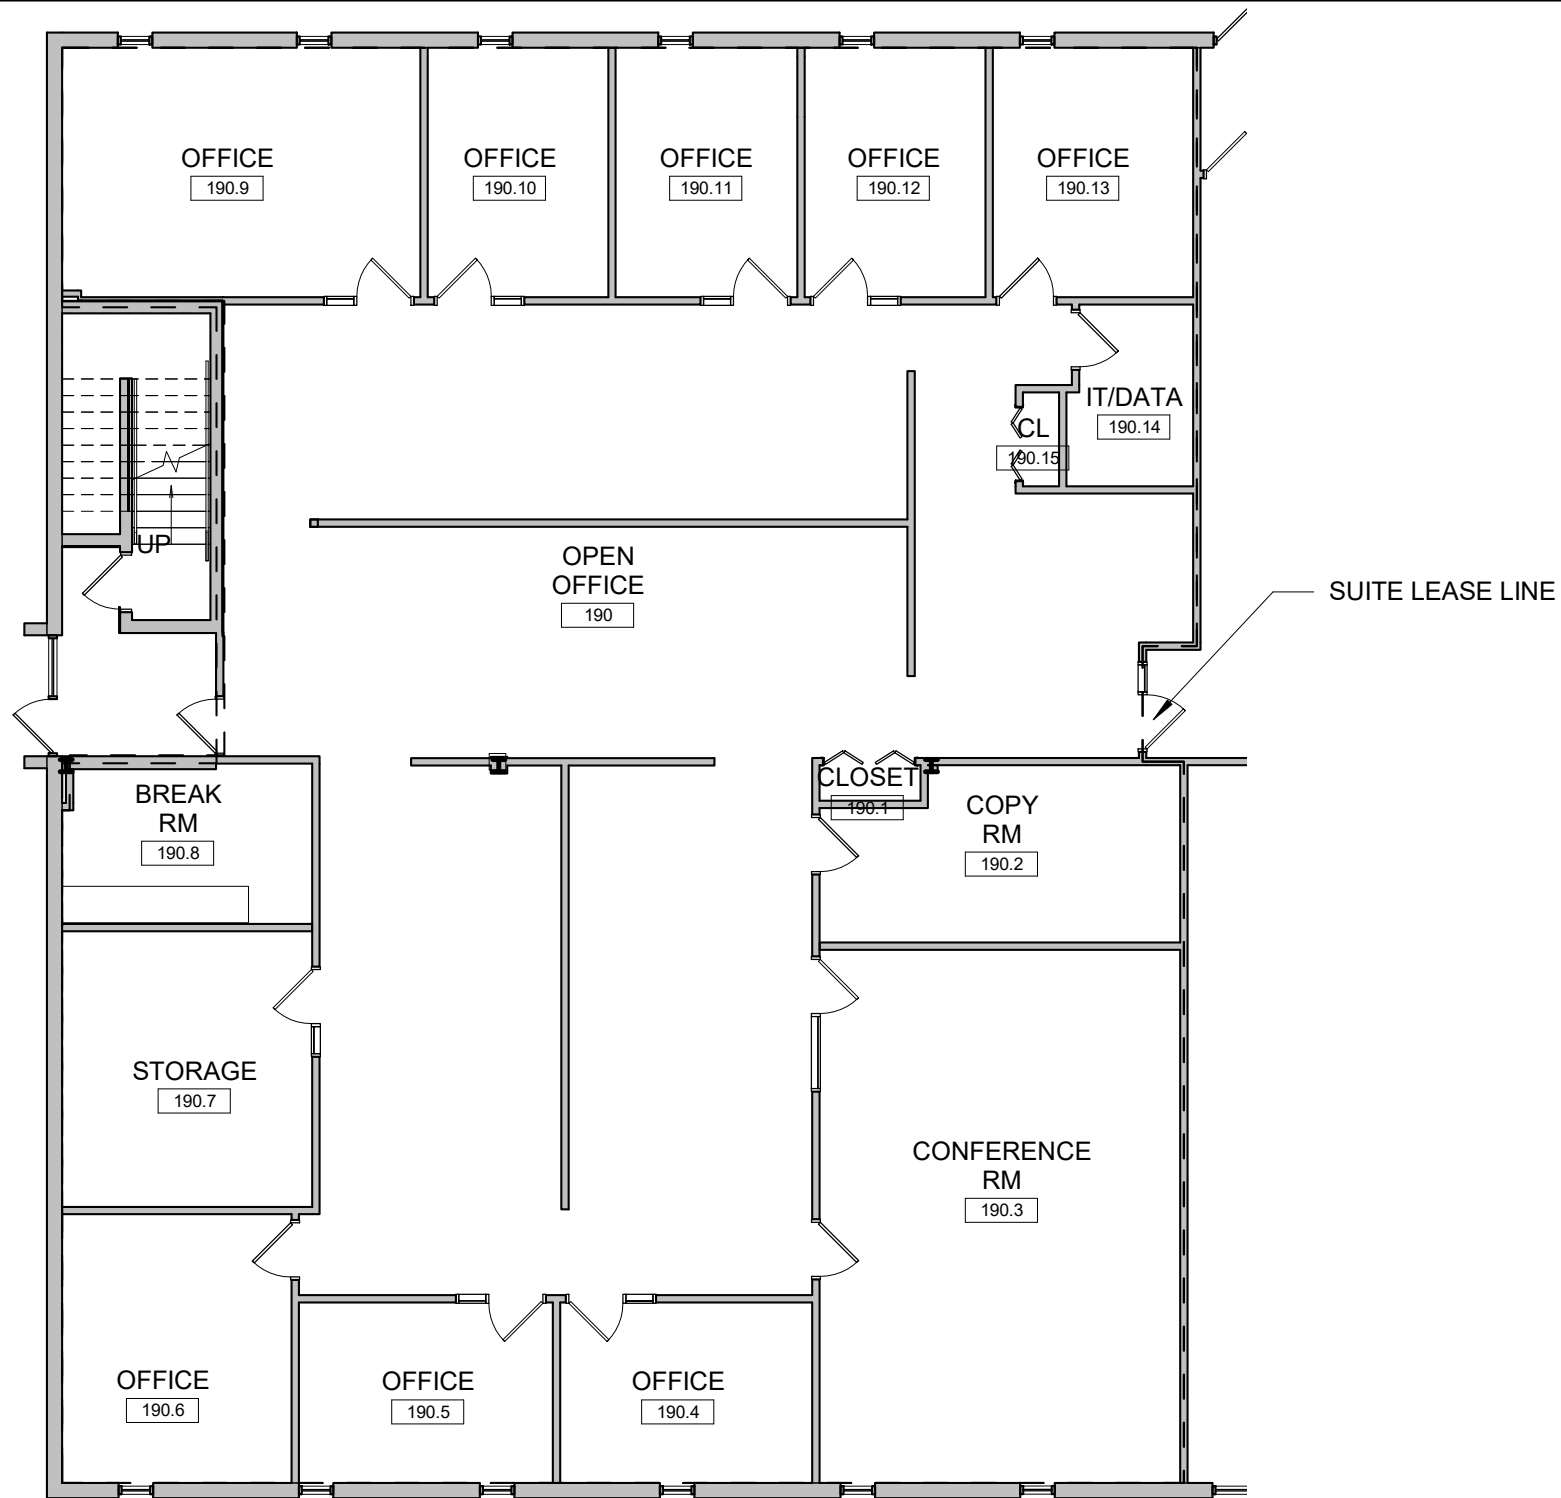 OFFICE
190.9
OFFICE
190.10
OFFICE
190.11
OFFICE
190.12
OFFICE
190.13
IT/DATA
190.14
CL
190.15
UP
OPEN
OFFICE
190
SUITE LEASE LINE
BREAK
RM
190.8
CLOSET
190.1
COPY
RM
190.2
STORAGE
190.7
CONFERENCE
RM
190.3
OFFICE
190.6
OFFICE
190.5
OFFICE
190.4